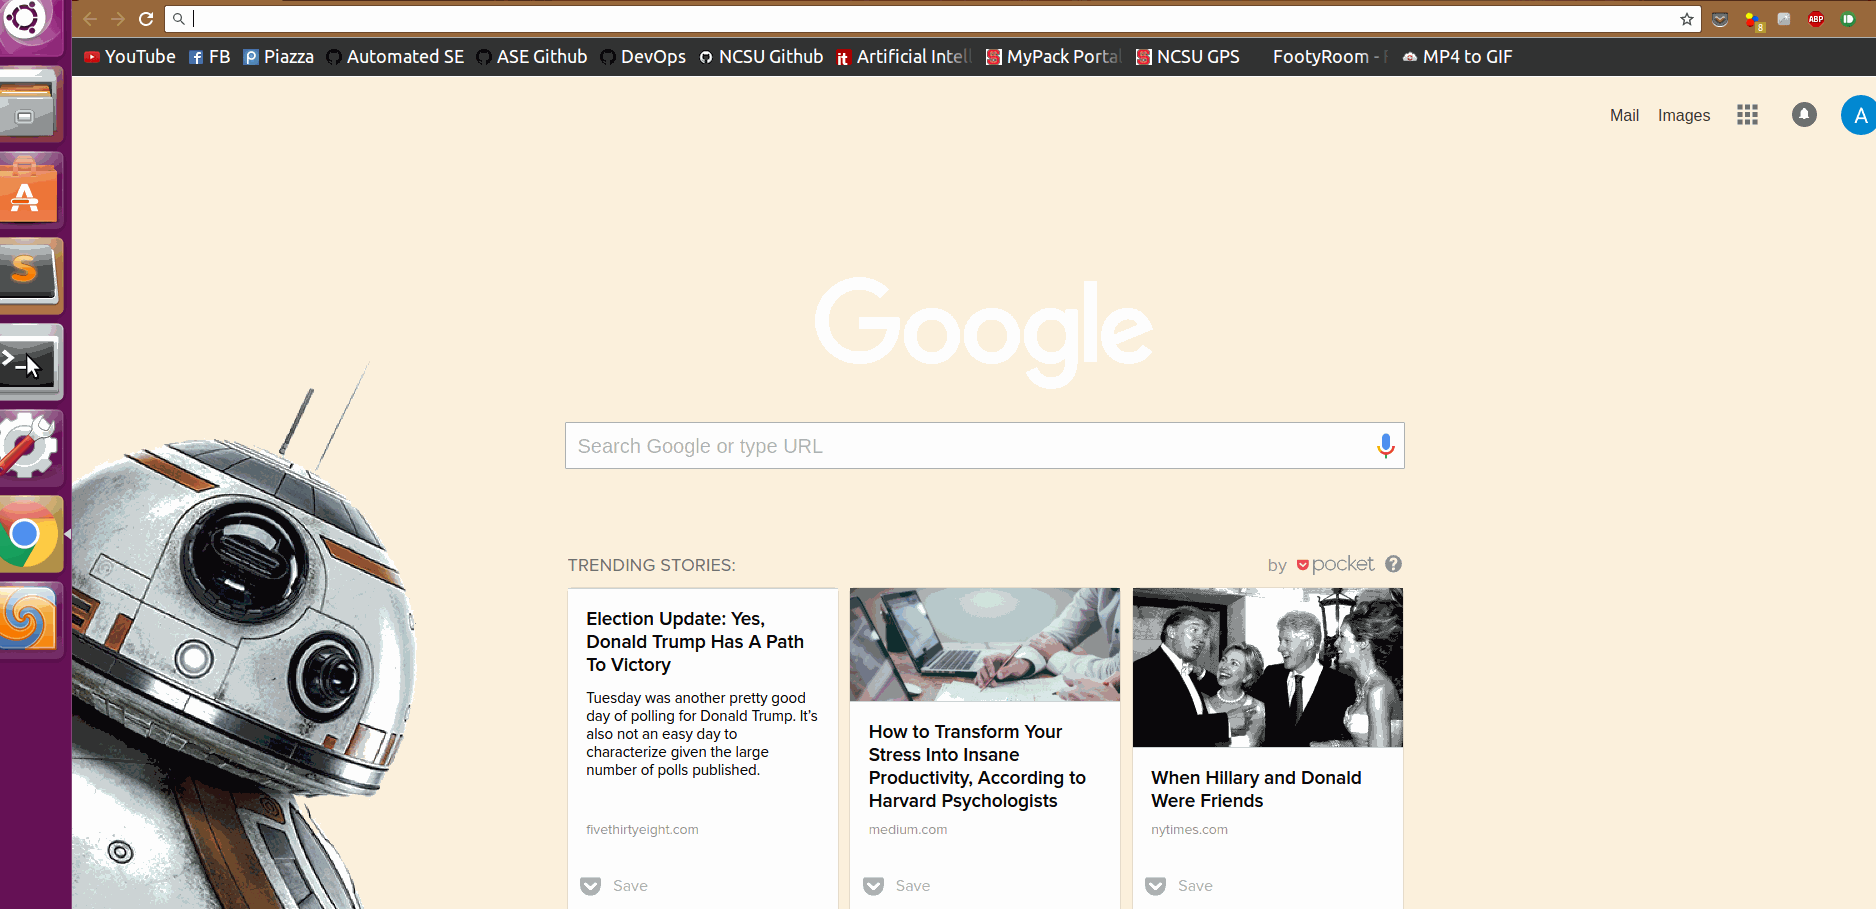 YouTube FB Piazza Automated SE ASE Github DevOps NCSU Github Artificial Intell MyPack Portal NCSU GPS FootyRoom - MP4 to GIF
Mail Images A
Google
Search Google or type URL
TRENDING STORIES: by pocket ?
Election Update: Yes,
Donald Trump Has A Path
To Victory
Tuesday was another pretty good
day of polling for Donald Trump. It's
also not an easy day to
characterize given the large
number of polls published.
fivethirtyeight.com
Save
How to Transform Your
Stress Into Insane
Productivity, According to
Harvard Psychologists
medium.com
Save
When Hillary and Donald
Were Friends
nytimes.com
Save
ABP
8